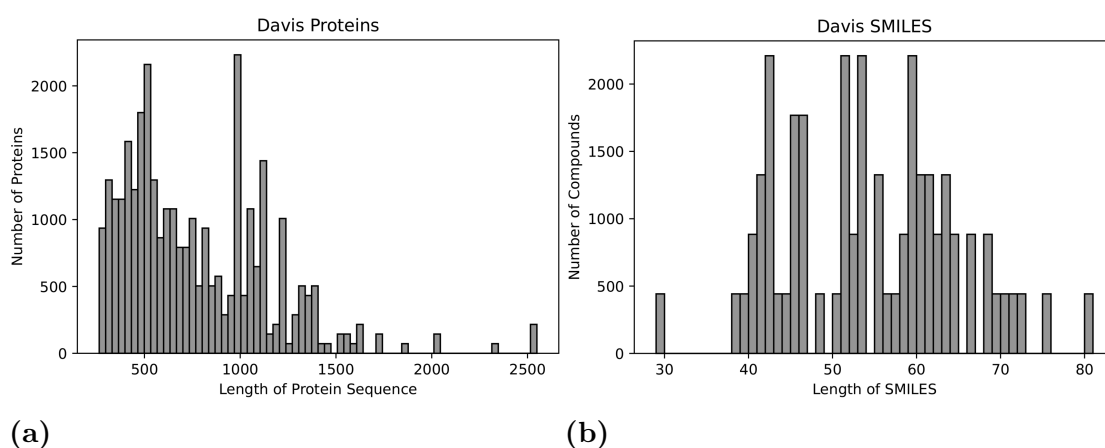 Davis Proteins
Number of Proteins
2000
1500
1000
500
0
500 1000 1500 2000 2500
Length of Protein Sequence
(a)
Davis SMILES
Number of Compounds
2000
1500
1000
500
0
30 40 50 60 70 80
Length of SMILES
(b)